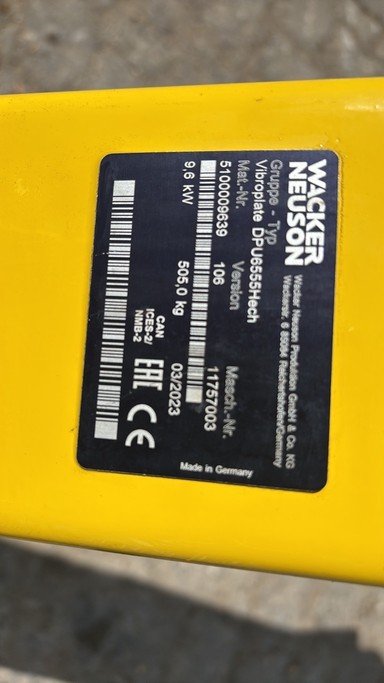 WACKER
NEUSON
Wacker Neuson Produktion GmbH & Co. KG
Wackerstr. 6 85084 Reichertshofen/Germany
Gruppe - Typ
Vibroplate DPU6555Hech
Mat.-Nr. Version Masch.-Nr.
5100009639 106 11757003
9,6 kW 505,0 kg 03/2023
CAN
ICES-2/
NMB-2
EAC CE
Made in Germany